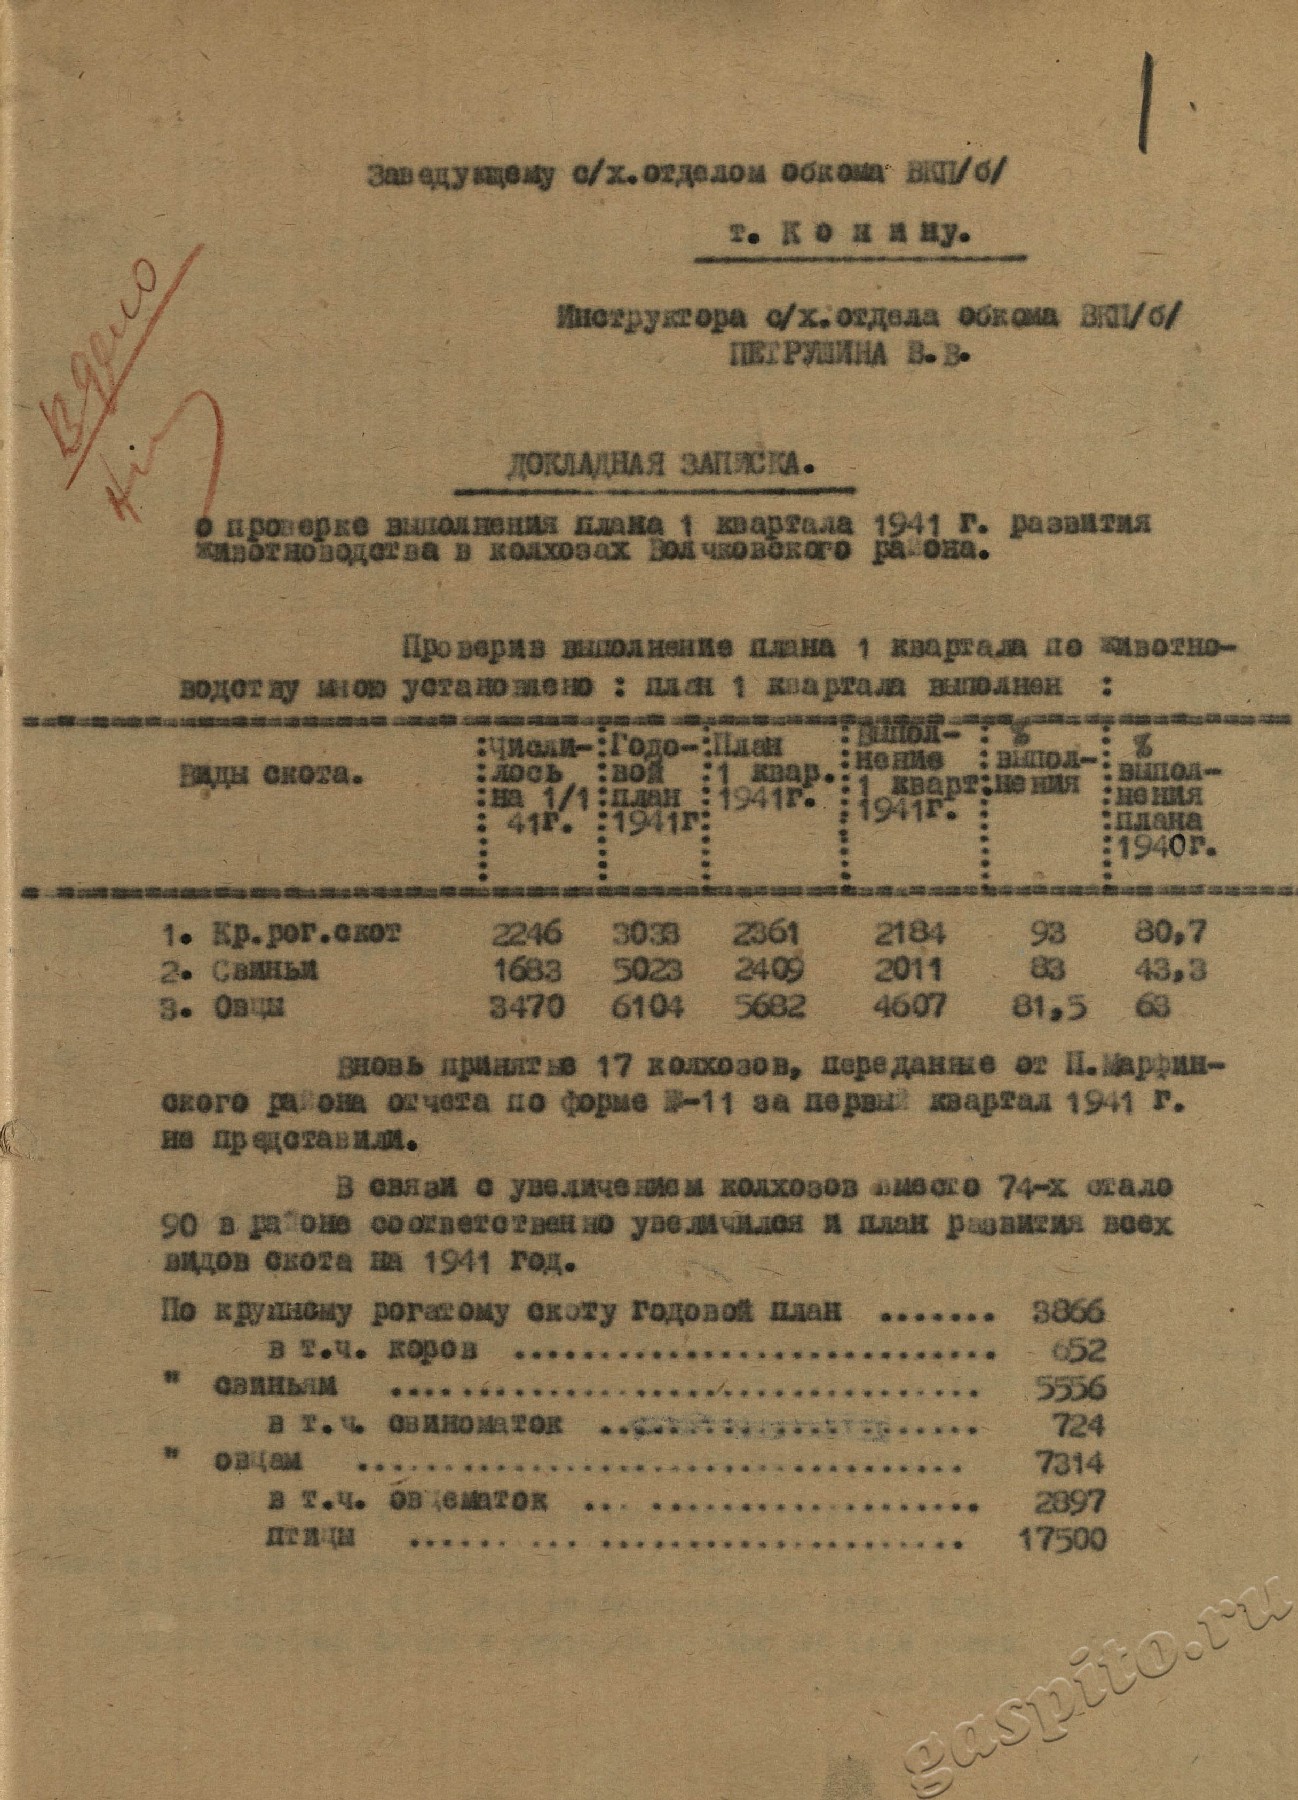 1
Заведующему с/х.отделом обкома ВКП/б/
т. К о н и н у.
Инструктора с/х.отдела обкома ВКП/б/
ПЕТРУШИНА В.В.
В дело
ДОКЛАДНАЯ ЗАПИСКА.
о проверке выполнения плана 1 квартала 1941 г. развития
животноводства в колхозах Волчковского района.
Проверив выполнение плана 1 квартала по животно-
водству мною установлено : план 1 квартала выполнен :
Виды скота. : Числи-лось на 1/1 41г. : Годо-вой план 1941г : План 1 квар. 1941г. : Выпол-нение 1 кварт. 1941г. : % выпол-нения : % выпол-нения плана 1940г.
1. Кр.рог.скот 2246 3033 2361 2184 93 80,7
2. Свиньи 1683 5023 2409 2011 83 43,3
3. Овцы 3470 6104 5682 4607 81,5 63
Вновь принятые 17 колхозов, переданные от П.Марфин-
ского района отчета по форме №-11 за первый квартал 1941 г.
не представили.
В связи с увеличением колхозов вместо 74-х стало
90 в районе соответственно увеличился и план развития всех
видов скота на 1941 год.
По крупному рогатому скоту Годовой план ....... 3866
в т.ч. коров ............................. 652
" свиньям ................................... 5556
в т.ч. свиноматок ....................... 724
" овцам .................................... 7314
в т.ч. овцематок ... ................... 2897
птицы .......... ..................... 17500
gaspito.ru